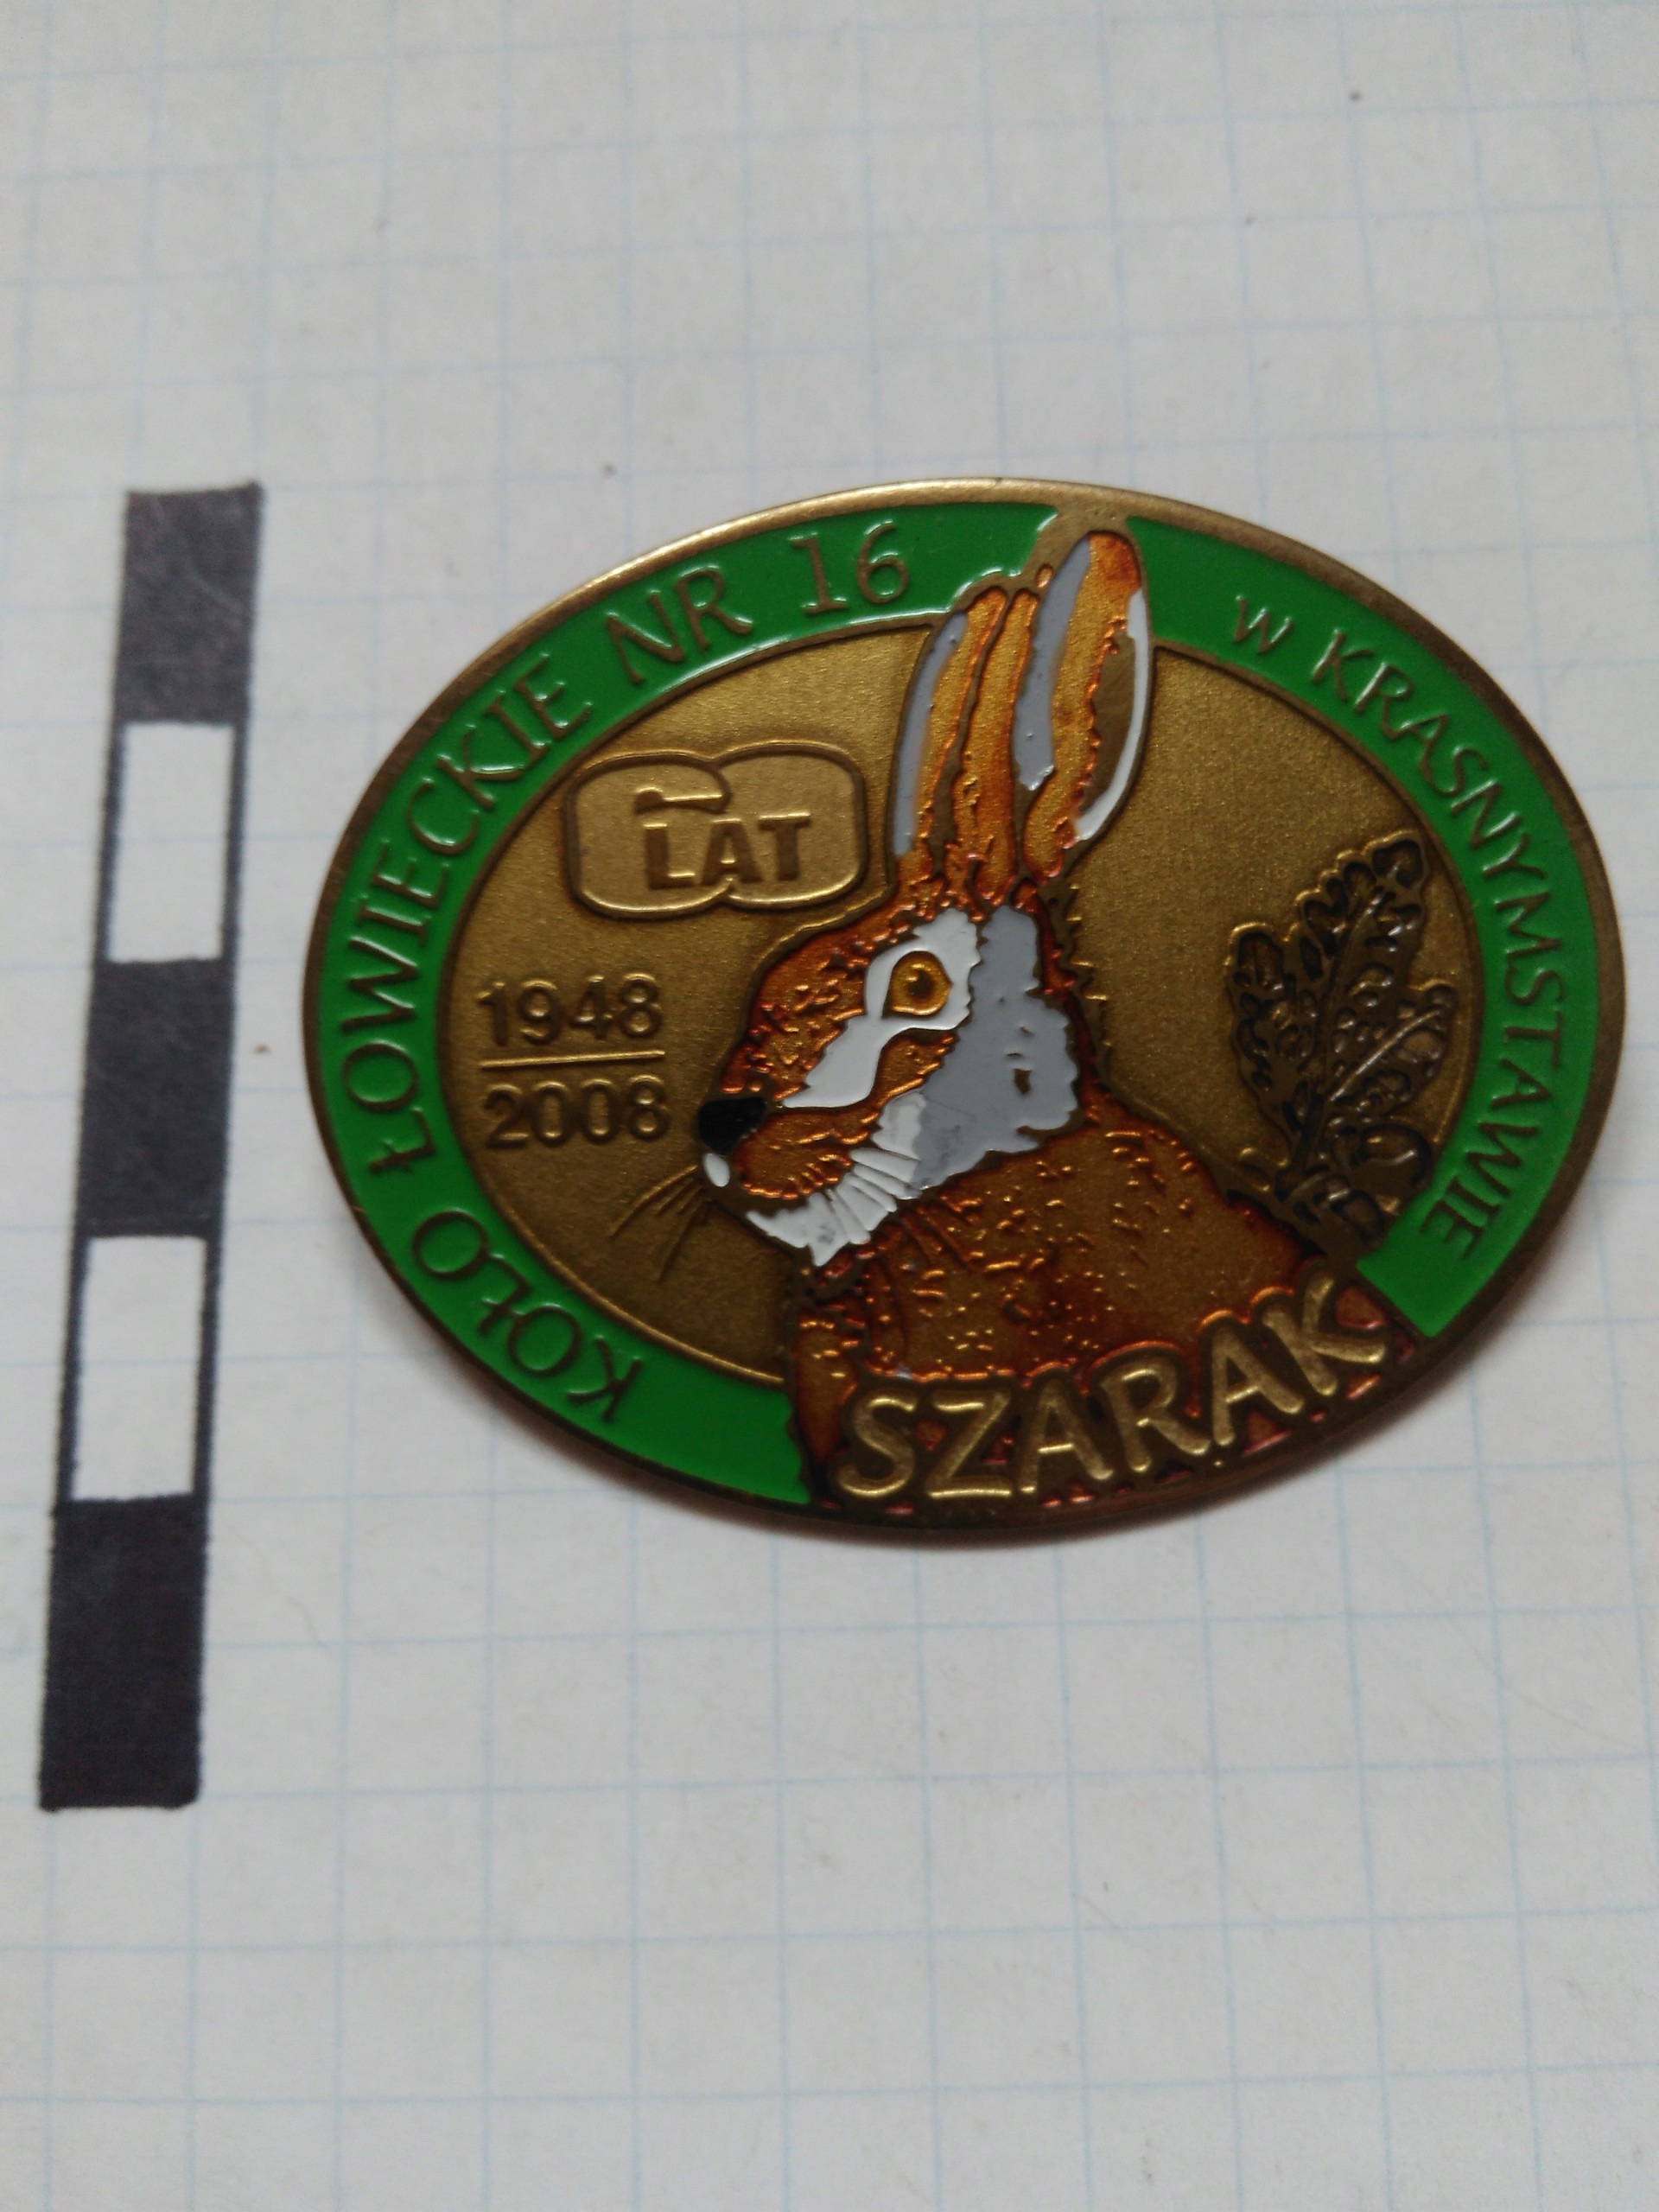 KOŁO ŁOWIECKIE NR 16 W KRASNYMSTAWIE
60 LAT
1948
2008
SZARAK